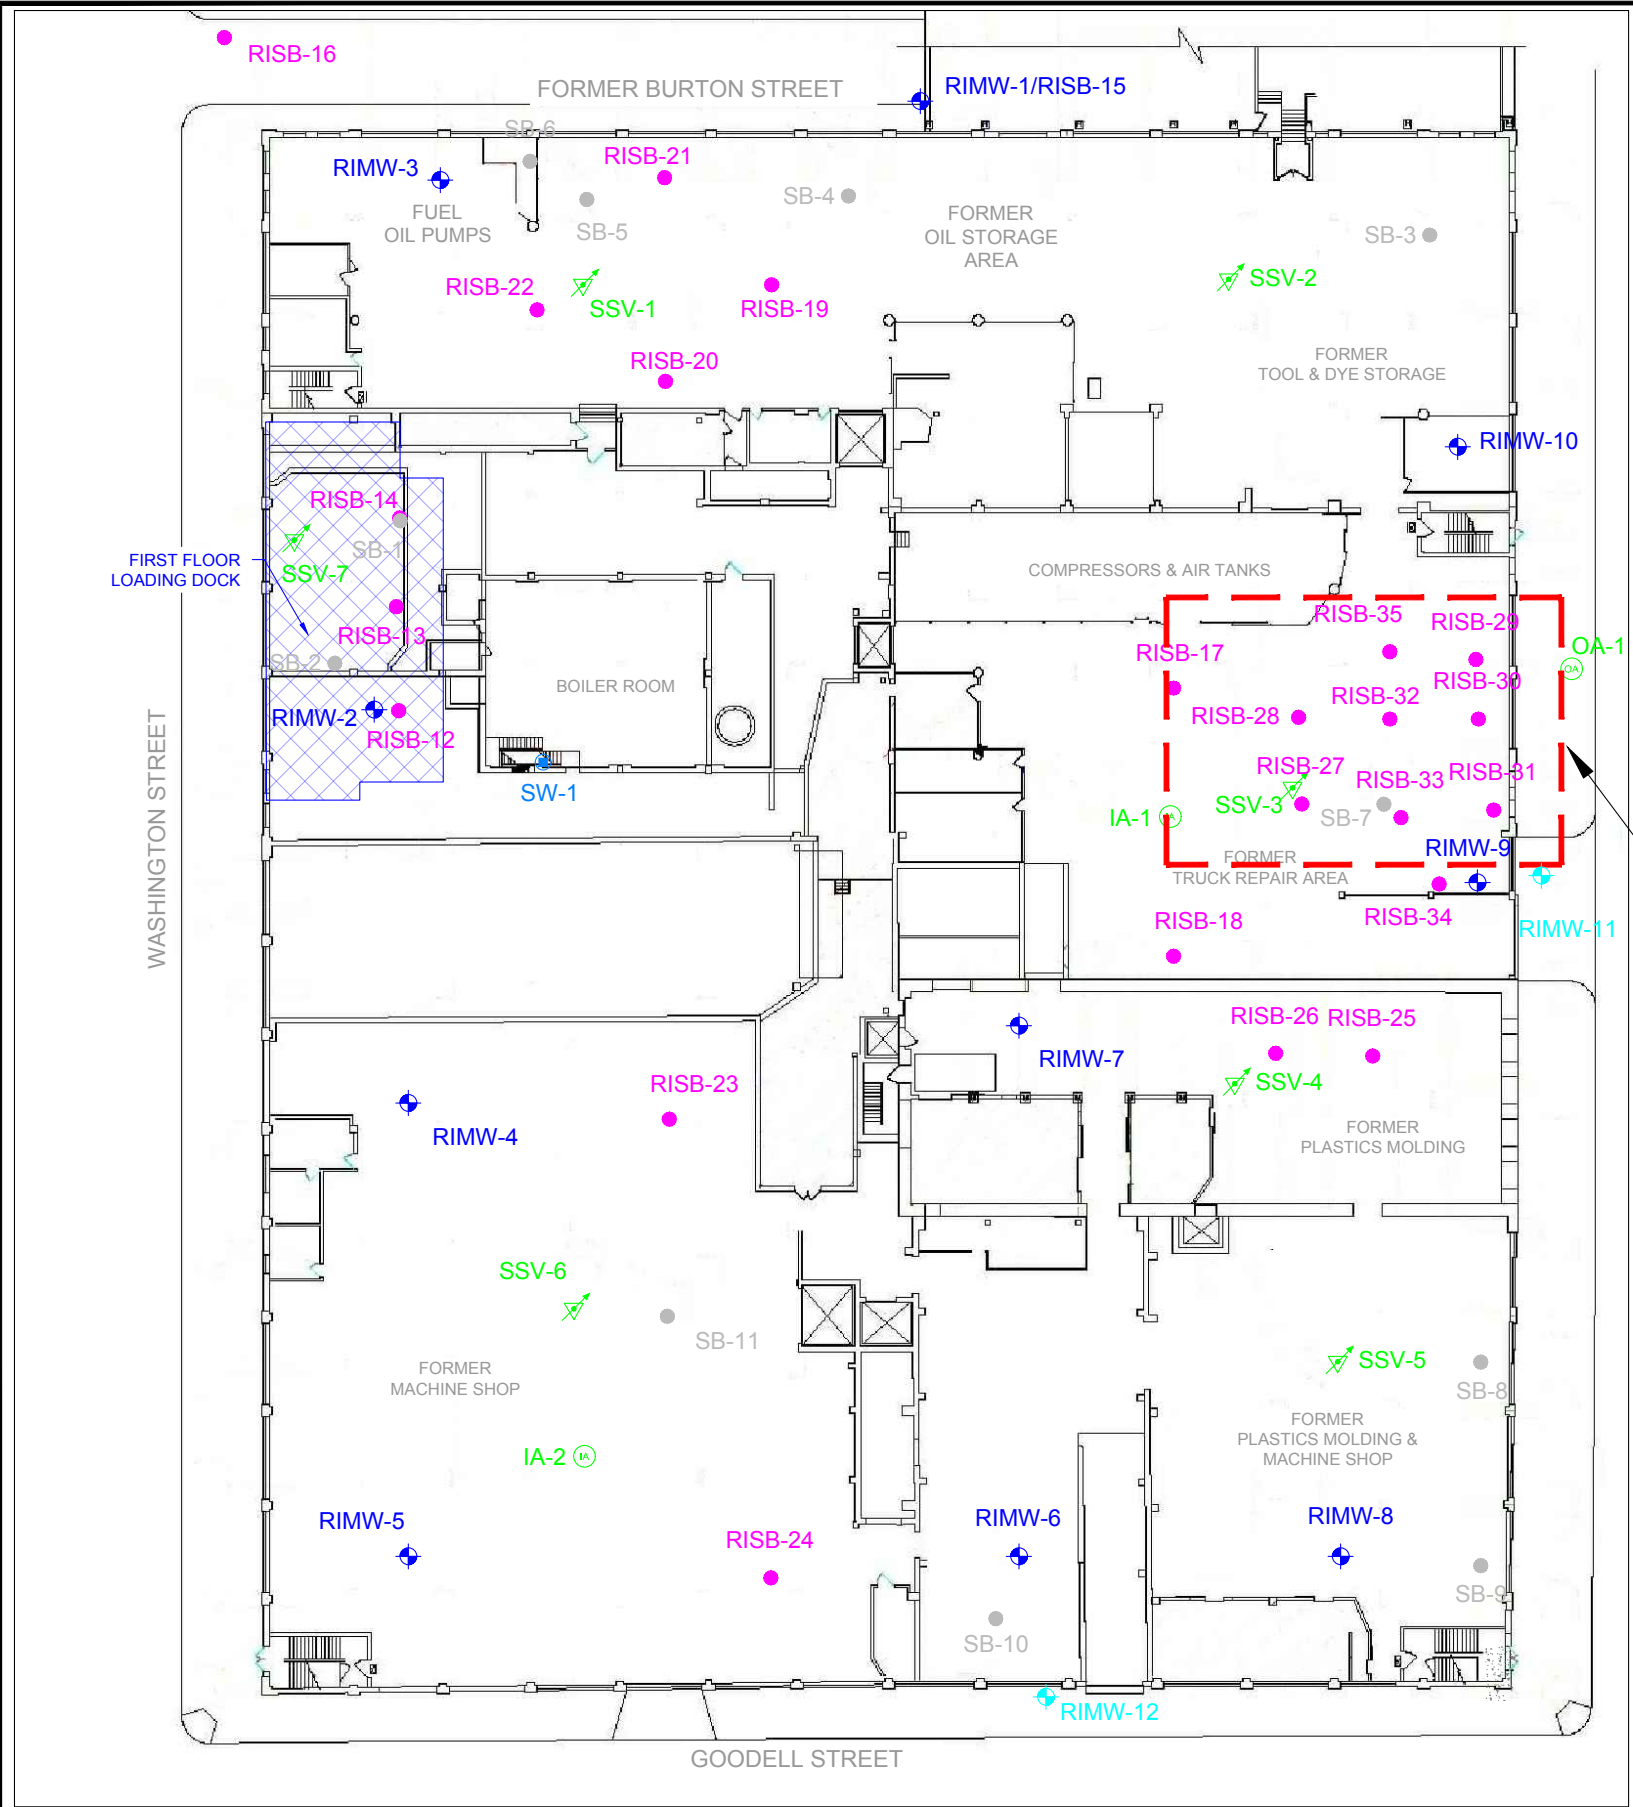 RISB-16
FORMER BURTON STREET
RIMW-1/RISB-15
SB-6
RISB-21
RIMW-3
SB-4
FUEL
OIL PUMPS
SB-5
FORMER
OIL STORAGE
AREA
SB-3
RISB-22
SSV-1
RISB-19
SSV-2
RISB-20
FORMER
TOOL & DYE STORAGE
RIMW-10
RISB-14
SB-1
FIRST FLOOR
LOADING DOCK
SSV-7
COMPRESSORS & AIR TANKS
RISB-13
SB-2
RISB-35
RISB-29
OA-1
OA
RISB-17
RISB-30
BOILER ROOM
RIMW-2
RISB-12
RISB-28
RISB-32
WASHINGTON STREET
SW-1
RISB-27
RISB-33
RISB-31
SSV-3
SB-7
IA-1
RIMW-9
FORMER
TRUCK REPAIR AREA
RISB-34
RISB-18
RIMW-11
RISB-26
RISB-25
RIMW-7
SSV-4
RISB-23
RIMW-4
FORMER
PLASTICS MOLDING
SSV-6
SB-11
FORMER
MACHINE SHOP
SSV-5
SB-8
FORMER
PLASTICS MOLDING &
MACHINE SHOP
IA-2
IA
RIMW-5
RIMW-6
RIMW-8
RISB-24
SB-9
SB-10
RIMW-12
GOODELL STREET